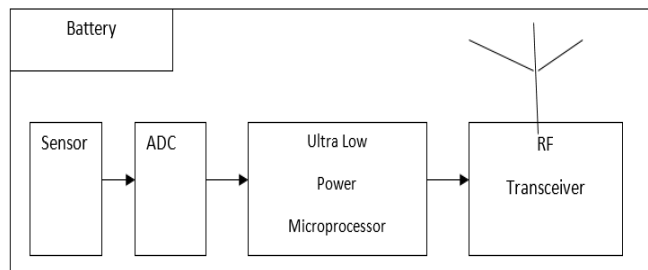 Battery
Sensor
ADC
Ultra Low
Power
Microprocessor
RF
Transceiver